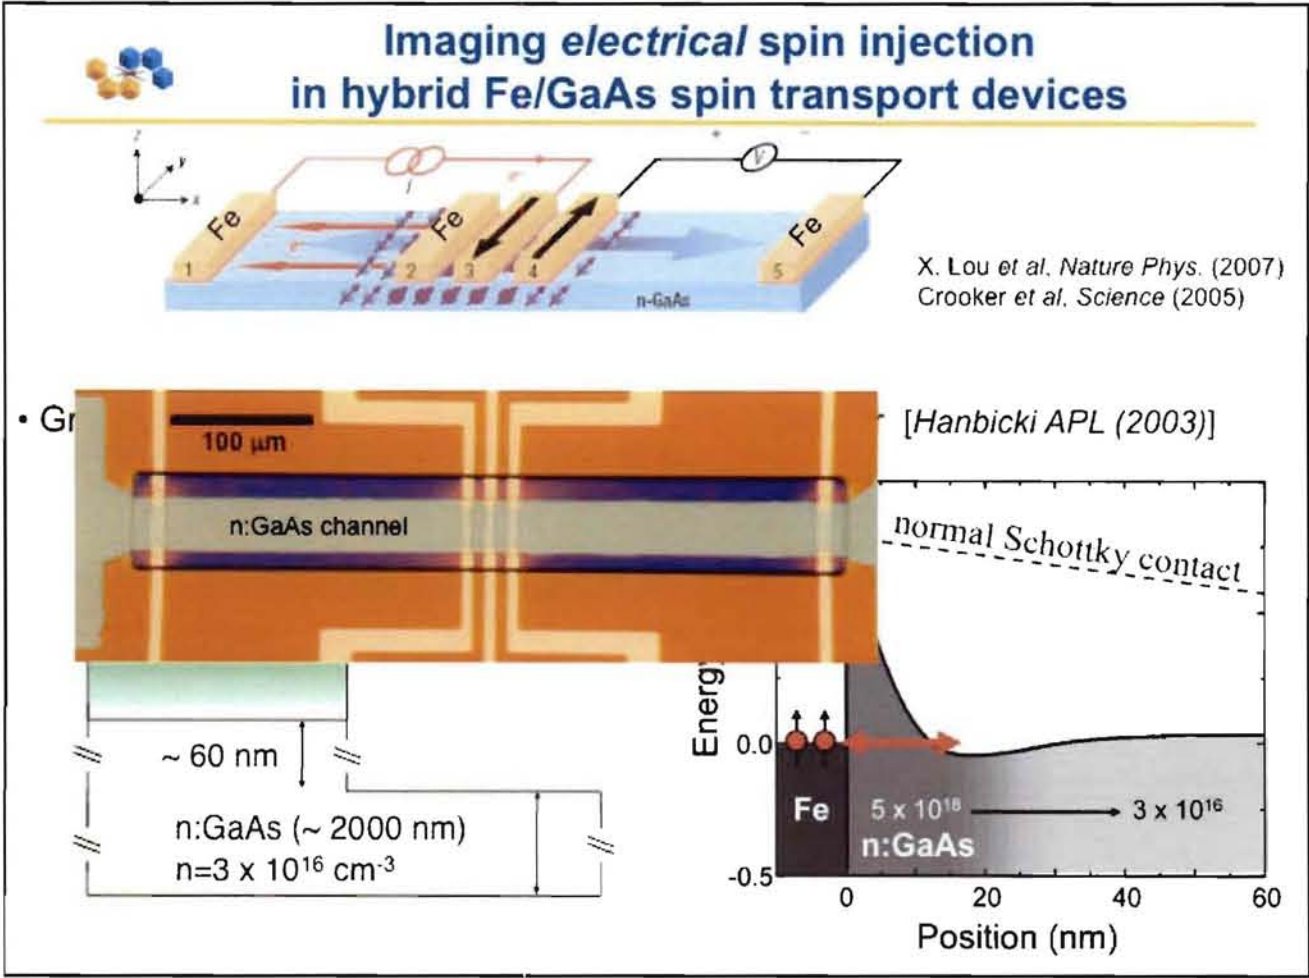 Imaging electrical spin injection
in hybrid Fe/GaAs spin transport devices
z
y
x
I
e-
e-
+ -
V
Fe
Fe
Fe
1
2
3
4
5
n-GaAs
X. Lou et al, Nature Phys. (2007)
Crooker et al, Science (2005)
• Gr
[Hanbicki APL (2003)]
100 μm
n:GaAs channel
normal Schottky contact
~ 60 nm
n:GaAs (~ 2000 nm)
n=3 x 10¹⁶ cm⁻³
Energy
0.0
-0.5
Fe
5 x 10¹⁸
3 x 10¹⁶
n:GaAs
0
20
40
60
Position (nm)